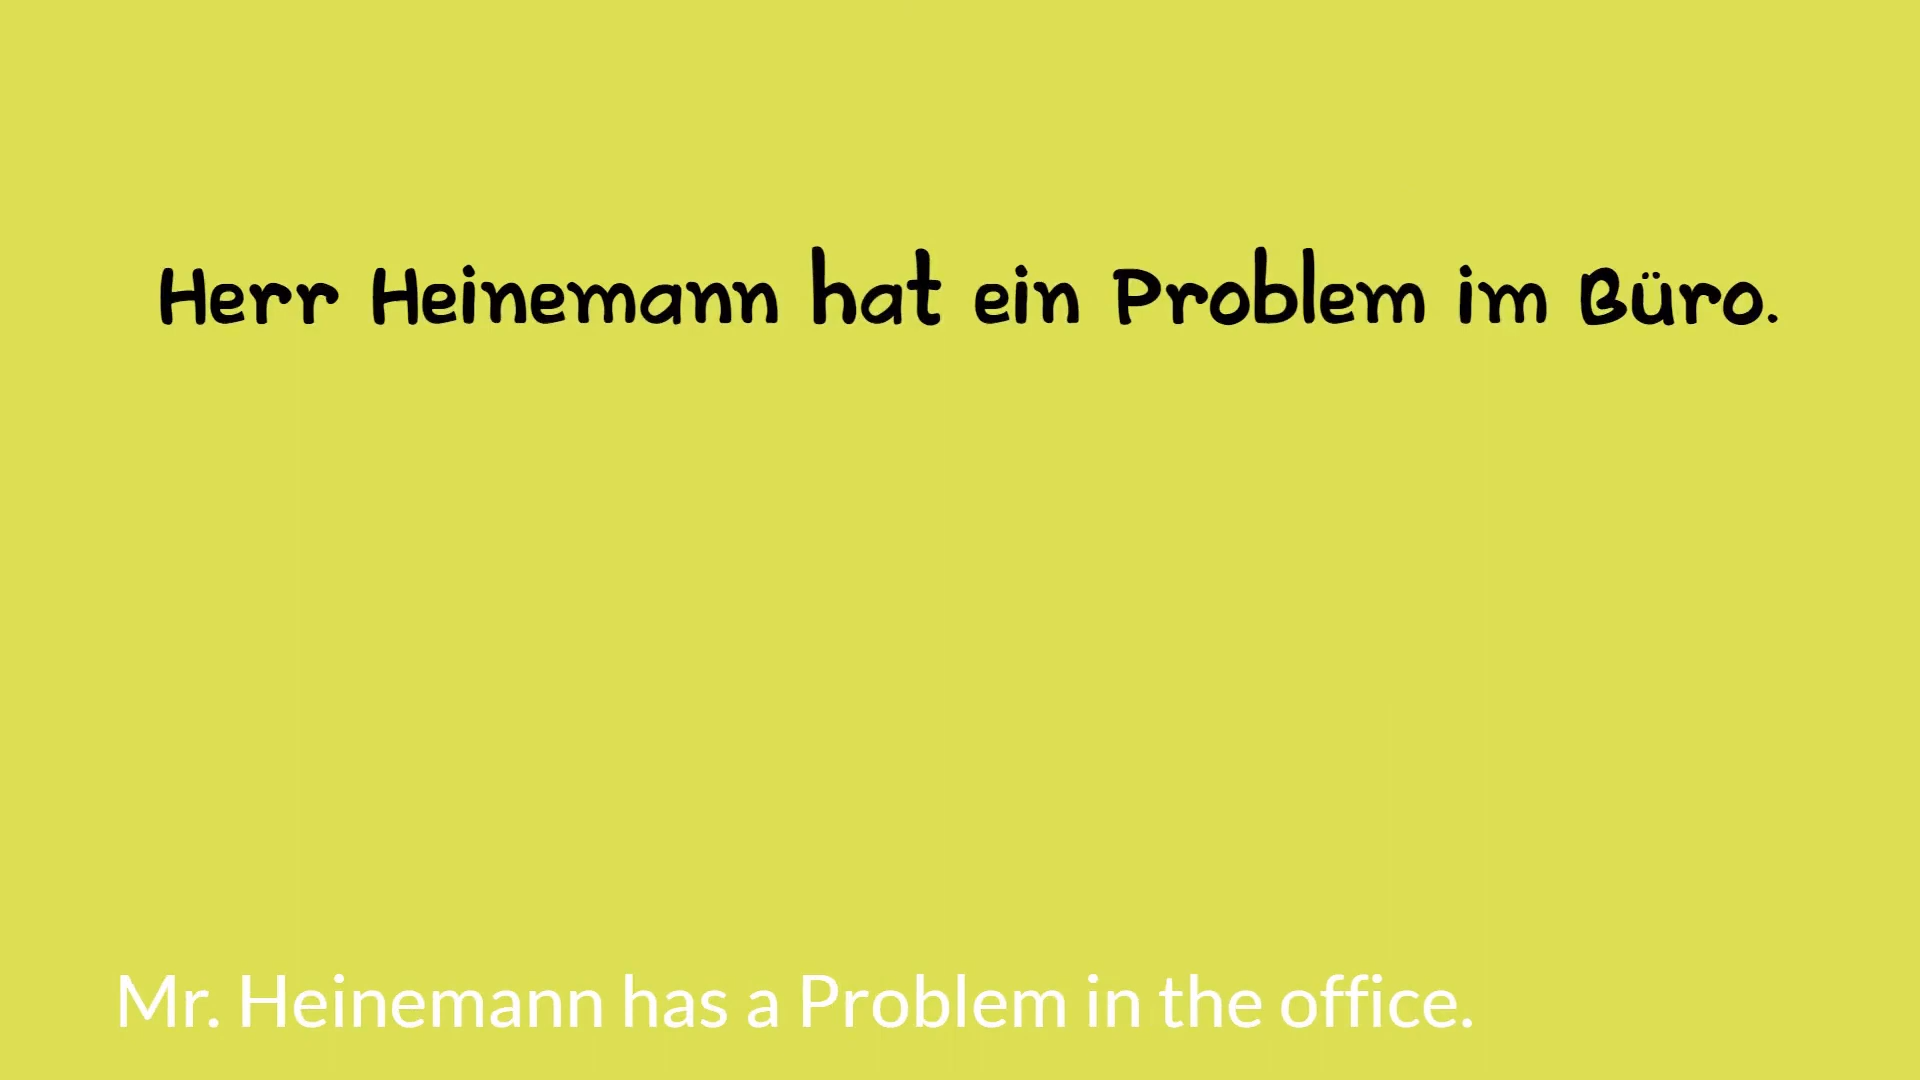 Herr Heinemann hat ein Problem im Büro.
Mr. Heinemann has a Problem in the office.